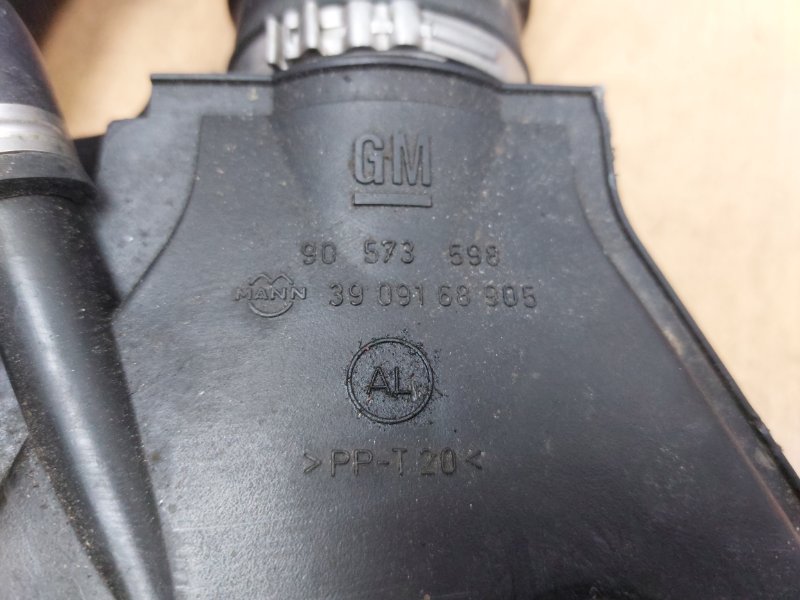 GM
90 573 598
MANN 39 091 68 905
AL
>PP-T 20<